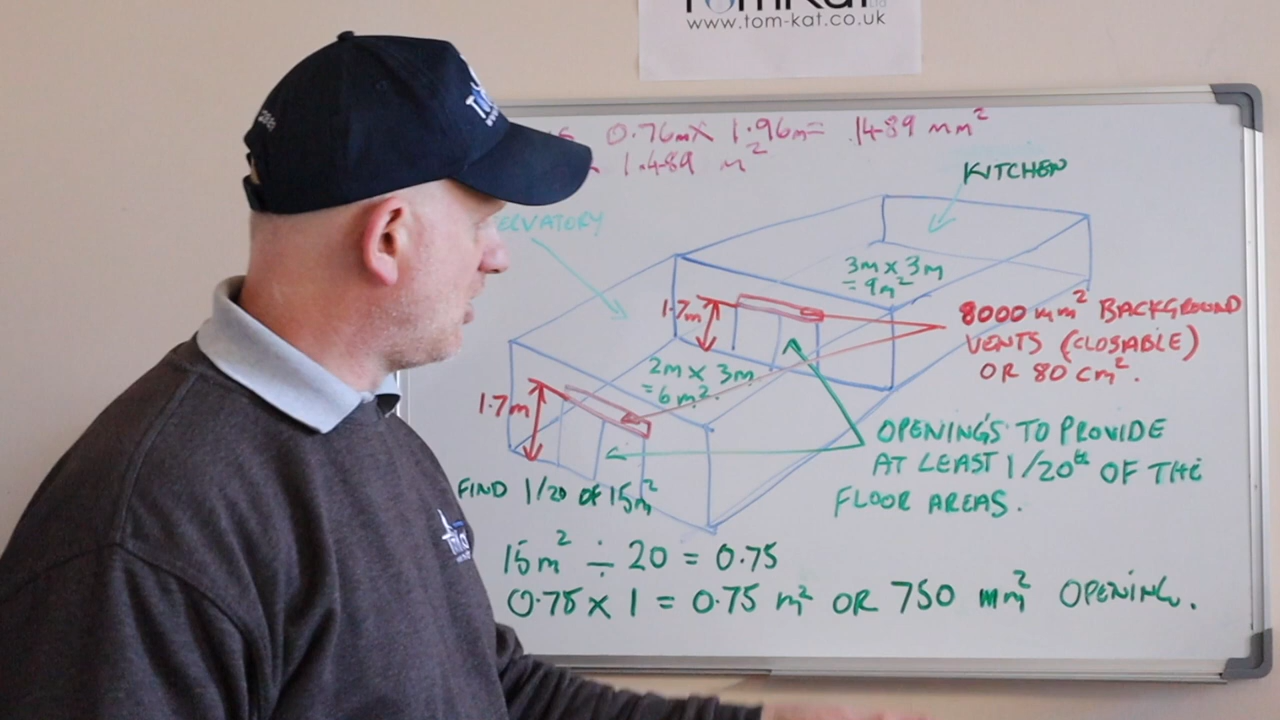 www.tom-kat.co.uk
0.76m X 1.96m = 1489 mm²
1.489 m²
KITCHEN
ERVATORY
3m X 3m
= 9m²
1.7m
8000 mm² BACKGROUND
VENTS (CLOSIABLE)
OR 80 cm².
2m X 3m
= 6m².
1.7m
OPENING'S TO PROVIDE
AT LEAST 1/20th OF THE
FLOOR AREAS.
FIND 1/20 OF 15m²
15m² ÷ 20 = 0.75
0.75 X 1 = 0.75 m² OR 750 mm² OPENING.